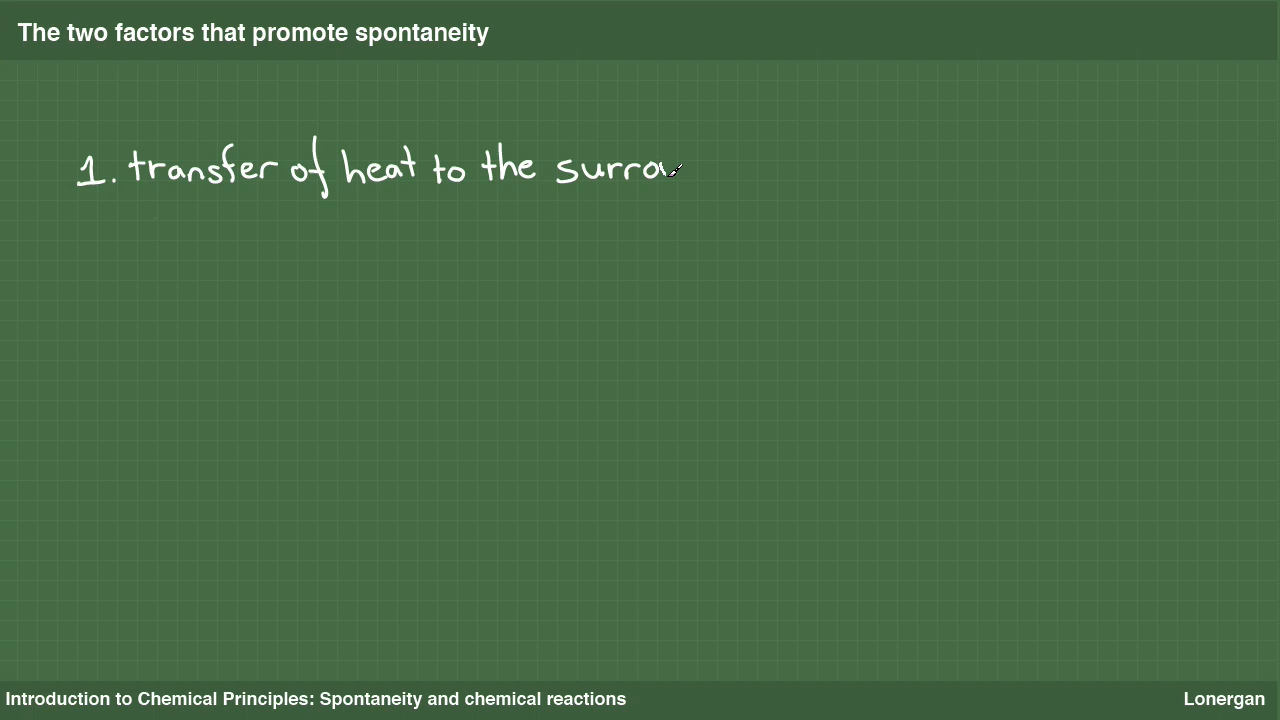 The two factors that promote spontaneity
1. transfer of heat to the surrou
Introduction to Chemical Principles: Spontaneity and chemical reactions
Lonergan